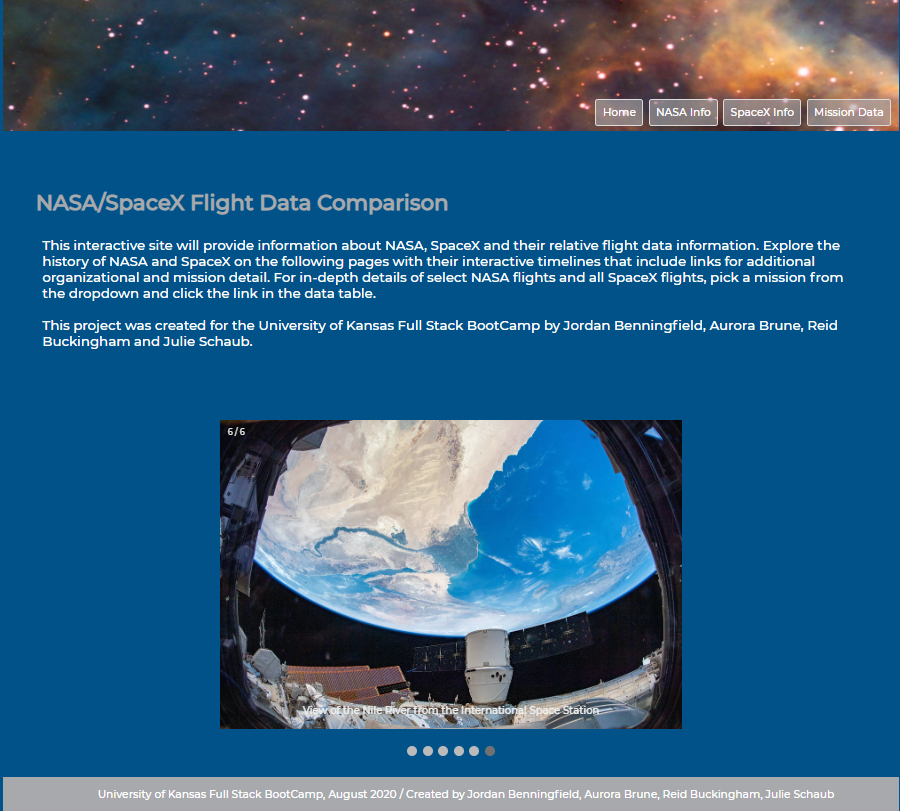 Home NASA Info SpaceX Info Mission Data
NASA/SpaceX Flight Data Comparison
This interactive site will provide information about NASA, SpaceX and their relative flight data information. Explore the
history of NASA and SpaceX on the following pages with their interactive timelines that include links for additional
organizational and mission detail. For in-depth details of select NASA flights and all SpaceX flights, pick a mission from
the dropdown and click the link in the data table.
This project was created for the University of Kansas Full Stack BootCamp by Jordan Benningfield, Aurora Brune, Reid
Buckingham and Julie Schaub.
6/6
View of the Nile River from the International Space Station
University of Kansas Full Stack BootCamp, August 2020 / Created by Jordan Benningfield, Aurora Brune, Reid Buckingham, Julie Schaub